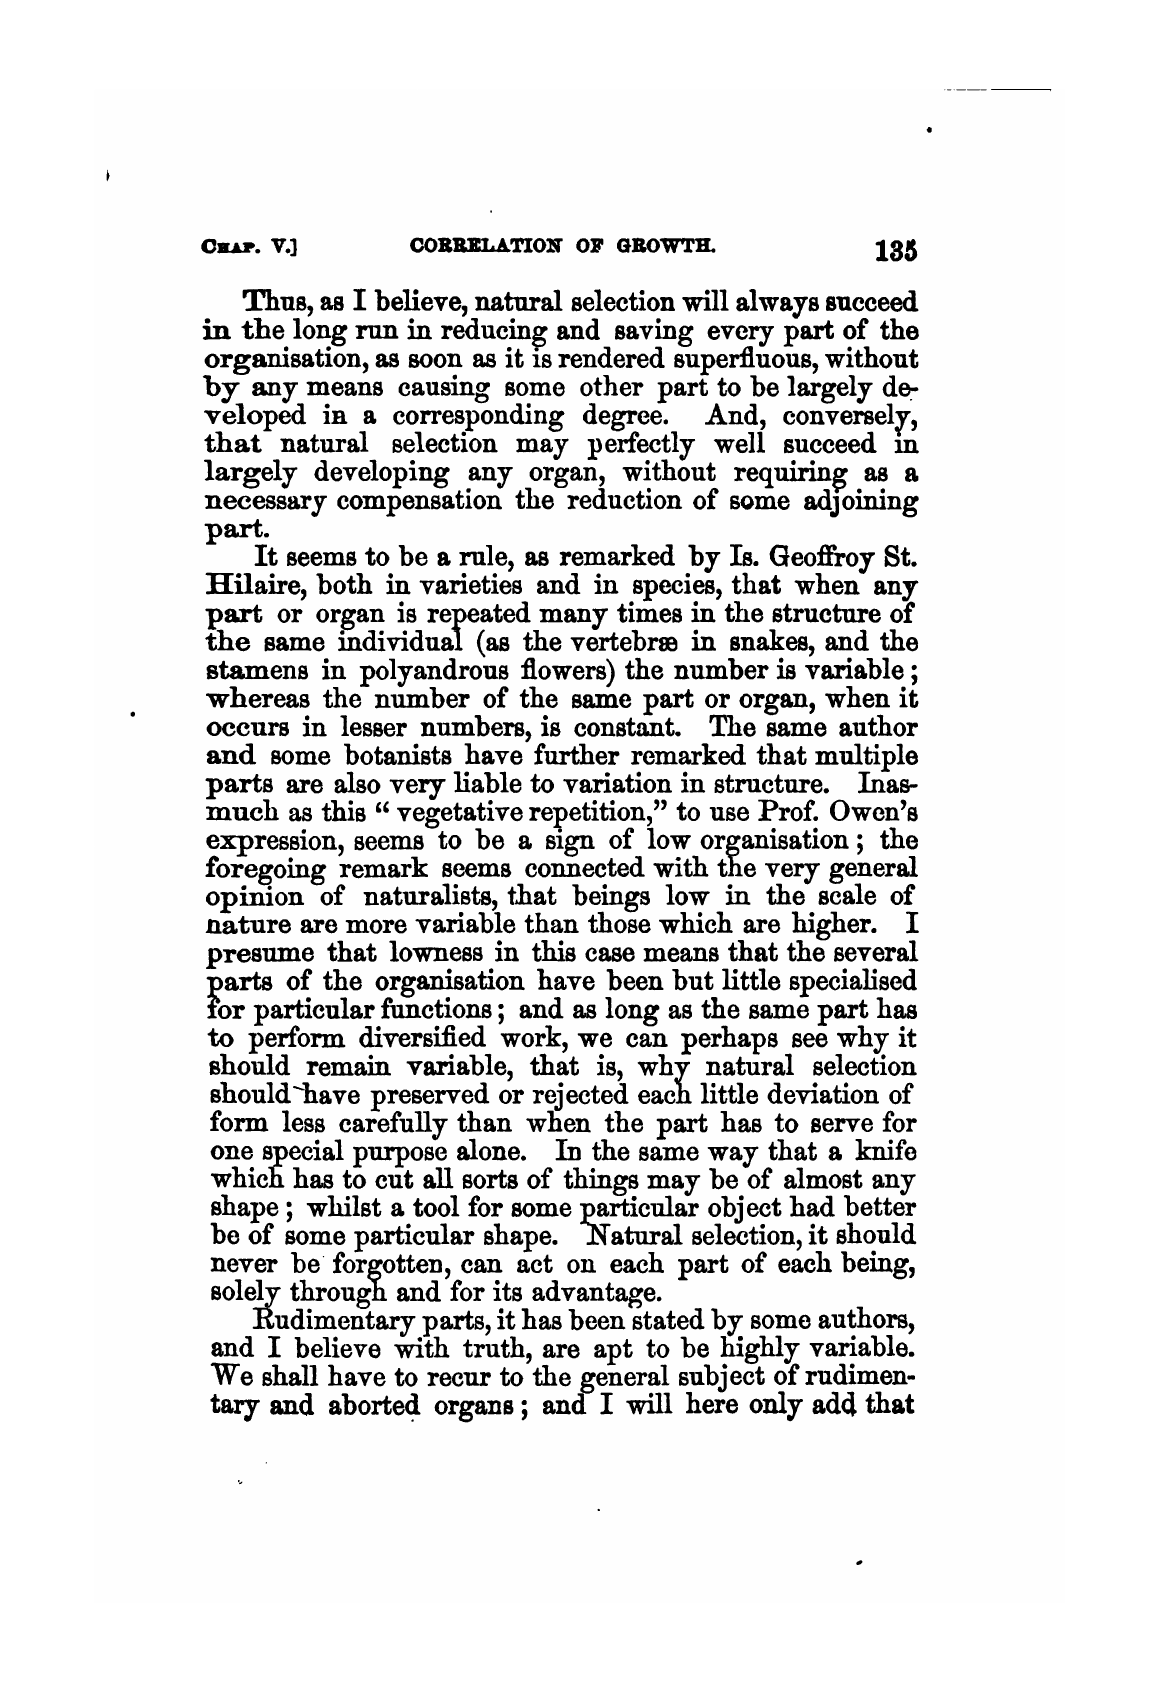 CHAP. V.] CORRELATION OF GROWTH. 135
Thus, as I believe, natural selection will always succeed
in the long run in reducing and saving every part of the
organisation, as soon as it is rendered superfluous, without
by any means causing some other part to be largely de-
veloped in a corresponding degree. And, conversely,
that natural selection may perfectly well succeed in
largely developing any organ, without requiring as a
necessary compensation the reduction of some adjoining
part.
It seems to be a rule, as remarked by Is. Geoffroy St.
Hilaire, both in varieties and in species, that when any
part or organ is repeated many times in the structure of
the same individual (as the vertebræ in snakes, and the
stamens in polyandrous flowers) the number is variable;
whereas the number of the same part or organ, when it
occurs in lesser numbers, is constant. The same author
and some botanists have further remarked that multiple
parts are also very liable to variation in structure. Inas-
much as this “ vegetative repetition,” to use Prof. Owen's
expression, seems to be a sign of low organisation; the
foregoing remark seems connected with the very general
opinion of naturalists, that beings low in the scale of
nature are more variable than those which are higher. I
presume that lowness in this case means that the several
parts of the organisation have been but little specialised
for particular functions; and as long as the same part has
to perform diversified work, we can perhaps see why it
should remain variable, that is, why natural selection
should have preserved or rejected each little deviation of
form less carefully than when the part has to serve for
one special purpose alone. In the same way that a knife
which has to cut all sorts of things may be of almost any
shape; whilst a tool for some particular object had better
be of some particular shape. Natural selection, it should
never be forgotten, can act on each part of each being,
solely through and for its advantage.
Rudimentary parts, it has been stated by some authors,
and I believe with truth, are apt to be highly variable.
We shall have to recur to the general subject of rudimen-
tary and aborted organs; and I will here only add that